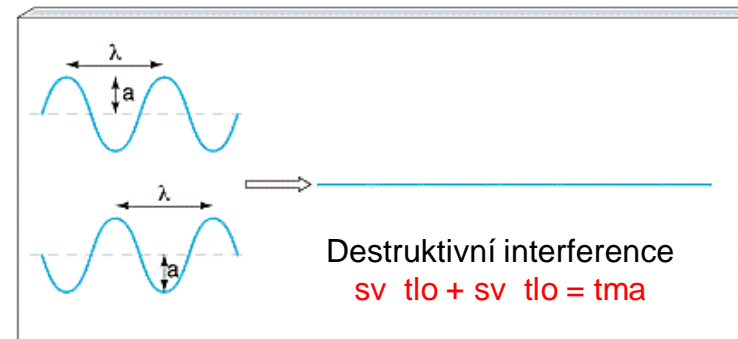 λ
a
λ
a
Destruktivní interference
sv tlo + sv tlo = tma